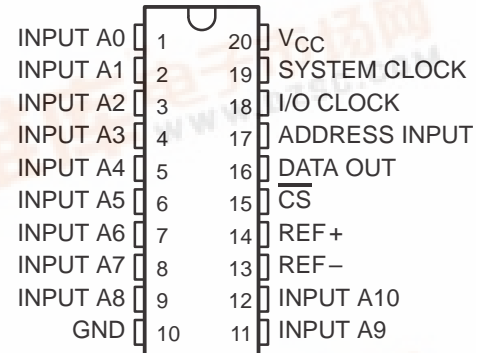 INPUT A0 1 20 VCC
INPUT A1 2 19 SYSTEM CLOCK
INPUT A2 3 18 I/O CLOCK
INPUT A3 4 17 ADDRESS INPUT
INPUT A4 5 16 DATA OUT
INPUT A5 6 15 CS
INPUT A6 7 14 REF+
INPUT A7 8 13 REF–
INPUT A8 9 12 INPUT A10
GND 10 11 INPUT A9